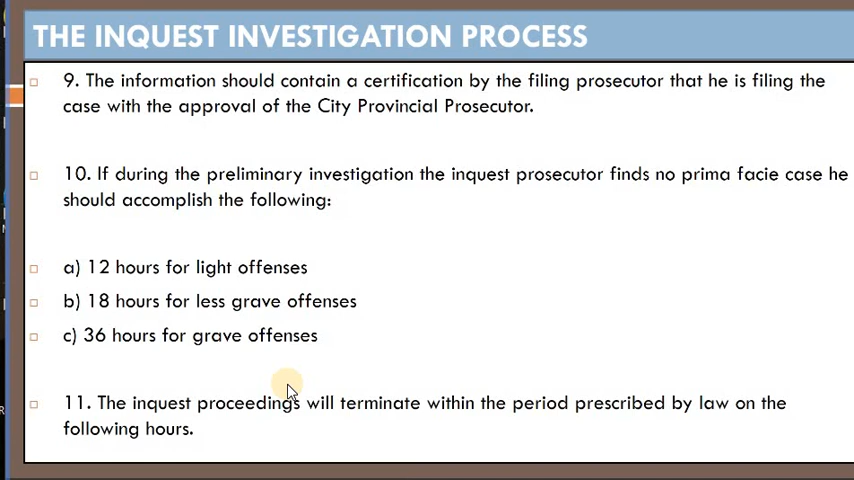 THE INQUEST INVESTIGATION PROCESS
9. The information should contain a certification by the filing prosecutor that he is filing the
case with the approval of the City Provincial Prosecutor.
10. If during the preliminary investigation the inquest prosecutor finds no prima facie case he
should accomplish the following:
a) 12 hours for light offenses
b) 18 hours for less grave offenses
c) 36 hours for grave offenses
11. The inquest proceedings will terminate within the period prescribed by law on the
following hours.